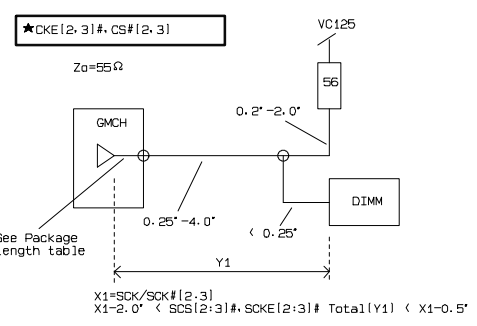 ★CKE[2,3]#,CS#[2,3]
VC125
Zo=55Ω
56
GMCH
0.2"-2.0"
DIMM
0.25"-4.0"
< 0.25"
See Package
length table
Y1
X1=SCK/SCK#[2.3]
X1-2.0" < SCS[2:3]#,SCKE[2:3]# Total[Y1] < X1-0.5"